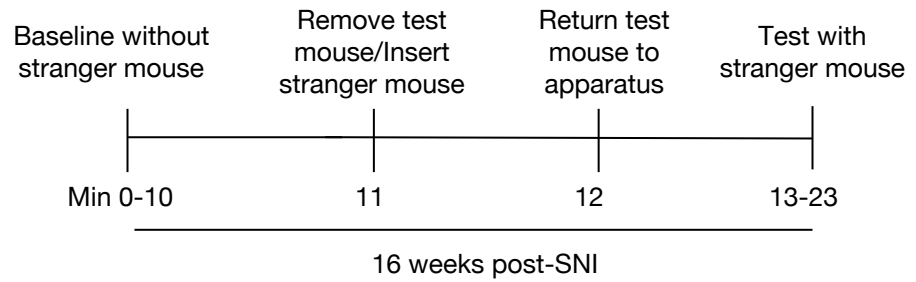 Baseline without
stranger mouse
Remove test
mouse/Insert
stranger mouse
Return test
mouse to
apparatus
Test with
stranger mouse
Min 0-10
11
12
13-23
16 weeks post-SNI